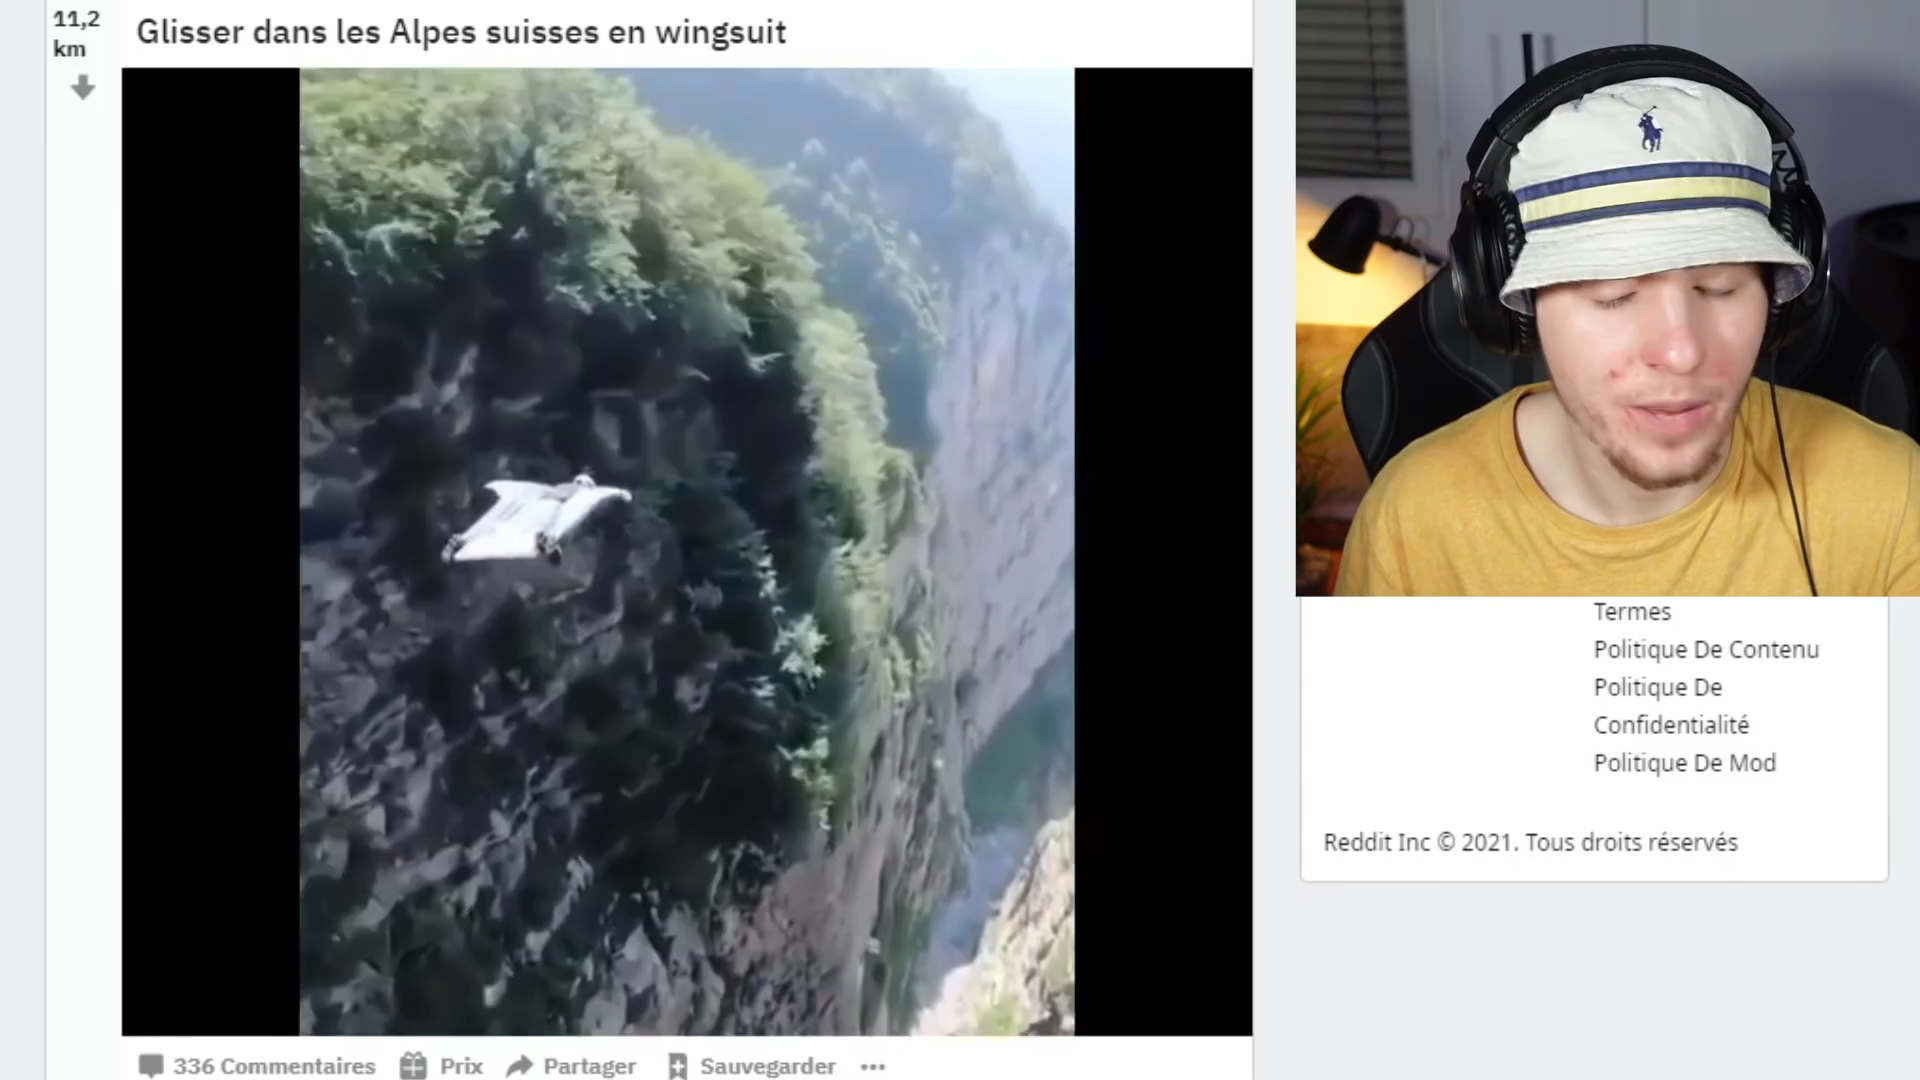 11,2
km
Glisser dans les Alpes suisses en wingsuit
336 Commentaires
Prix
Partager
Sauvegarder
Termes
Politique De Contenu
Politique De
Confidentialité
Politique De Mod
Reddit Inc © 2021. Tous droits réservés